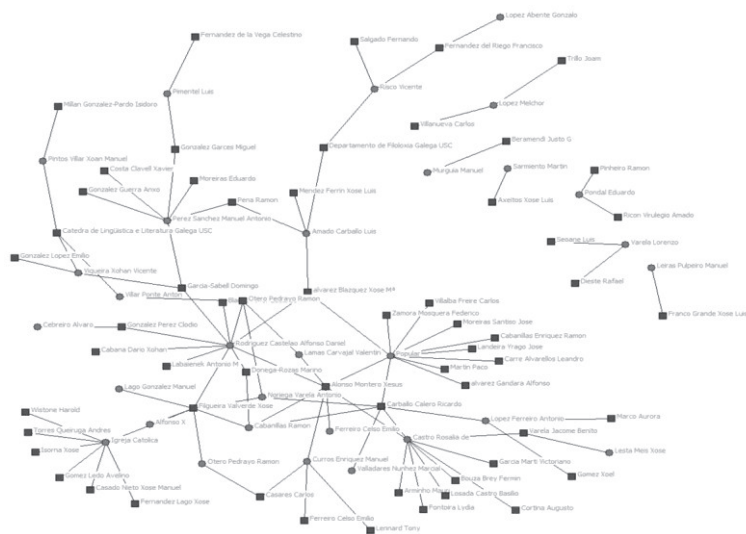 Lopez Abente Gonzalo
Fernandez de la Vega Celestino
Salgado Fernando
Fernandez del Riego Francisco
Trillo Joam
Pimentel Luis
Risco Vicente
Millan Gonzalez-Pardo Isidoro
Lopez Melchor
Villanueva Carlos
Beramendi Justo G
Gonzalez Garces Miguel
Departamento de Filoloxia Galega USC
Pintos Villar Xoan Manuel
Costa Clavell Xavier
Murguia Manuel
Sarmiento Martin
Pinheiro Ramon
Moreiras Eduardo
Gonzalez Guerra Anxo
Mendez Ferrin Xose Luis
Pondal Eduardo
Pena Ramon
Axeitos Xose Luis
Perez Sanchez Manuel Antonio
Ricon Virulegio Amado
Catedra de Lingüistica e Literatura Galega USC
Amado Carballo Luis
Seoane Luis
Varela Lorenzo
Gonzalez Lopez Emilio
Viqueira Xohan Vicente
Leiras Pulpeiro Manuel
Garcia-Sabell Domingo
Dieste Rafael
Villar Ponte Anton
alvarez Blazquez Xose Mª
Otero Pedrayo Ramon
Villalba Freire Carlos
Zamora Mosquera Federico
Franco Grande Xose Luis
Cebreiro Alvaro
Gonzalez Perez Clodio
Moreiras Santiso Jose
Rodriguez Castelao Alfonso Daniel
Cabanillas Enriquez Ramon
Cabana Dario Xohan
Lamas Carvajal Valentin
Popular
Landeira Yrago Jose
Labasenek Antonio M
Carre Alvarellos Leandro
Donega Rozas Marino
Martin Paco
Lago Gonzalez Manuel
Alonso Montero Xesus
alvarez Gandara Alfonso
Noriega Varela Antonio
Filgueira Valverde Xose
Carballo Calero Ricardo
Wistone Harold
Alfonso X
Lopez Ferreiro Antonio
Marco Aurora
Torres Queiruga Andres
Cabanillas Ramon
Ferreiro Celso Emilio
Varela Jacome Benito
Igrexa Catolica
Castro Rosalia de
Isorna Xose
Lesta Meis Xose
Otero Pedrayo Ramon
Curros Enriquez Manuel
Garcia Marti Victoriano
Valladares Nunhez Marcial
Gomez Ledo Avelino
Bouza Brey Fermin
Gomez Xoel
Casado Nieto Xose Manuel
Losada Castro Basilio
Casares Carlos
Fernandez Lago Xose
Fonteira Lydia
Cortina Augusto
Ferreiro Celso Emilio
Lennard Tony